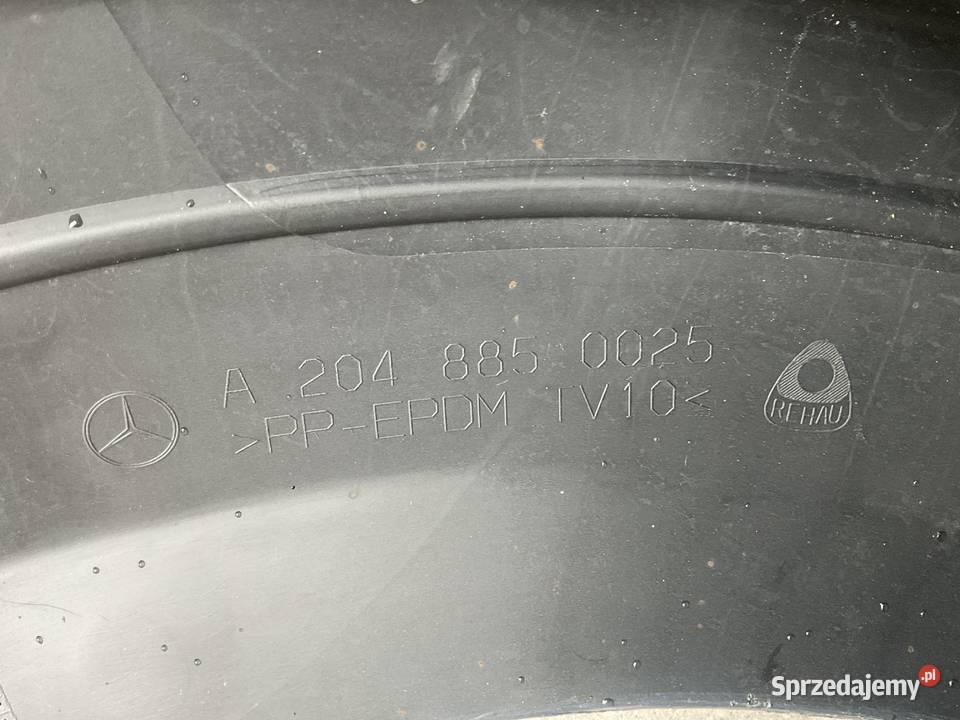 A 204 885 0025
>PP-EPDM TV10<
REHAU
Sprzedajemy.pl